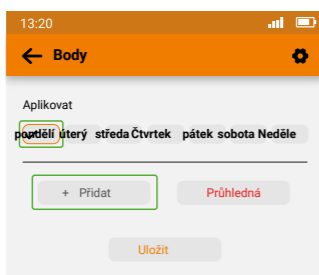 13:20
Body
Aplikovat
pondělí úterý středa Čtvrtek pátek sobota Neděle
+ Přidat
Průhledná
Uložit